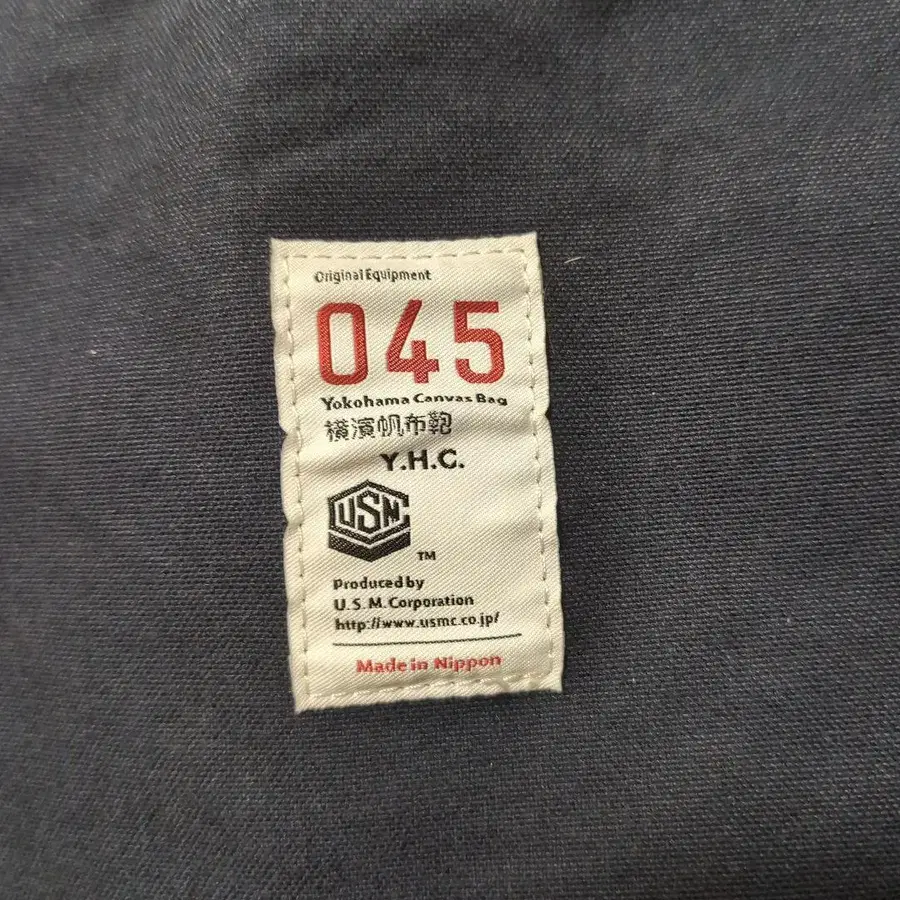 Original Equipment
045
Yokohama Canvas Bag
横濱帆布鞄
Y.H.C.
USM
TM
Produced by
U.S.M.Corporation
http://www.usmc.co.jp/
Made in Nippon